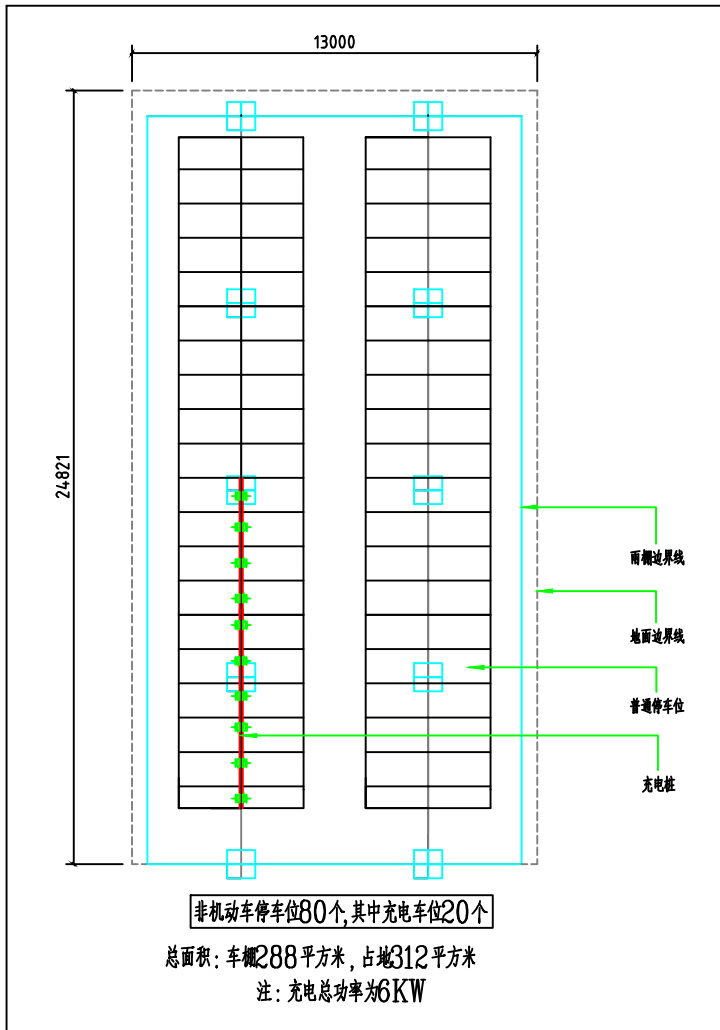 13000
24821
雨棚边界线
地面边界线
普通停车位
充电桩
非机动车停车位80个,其中充电车位20个
总面积: 车棚288平方米, 占地312平方米
注: 充电总功率为6KW